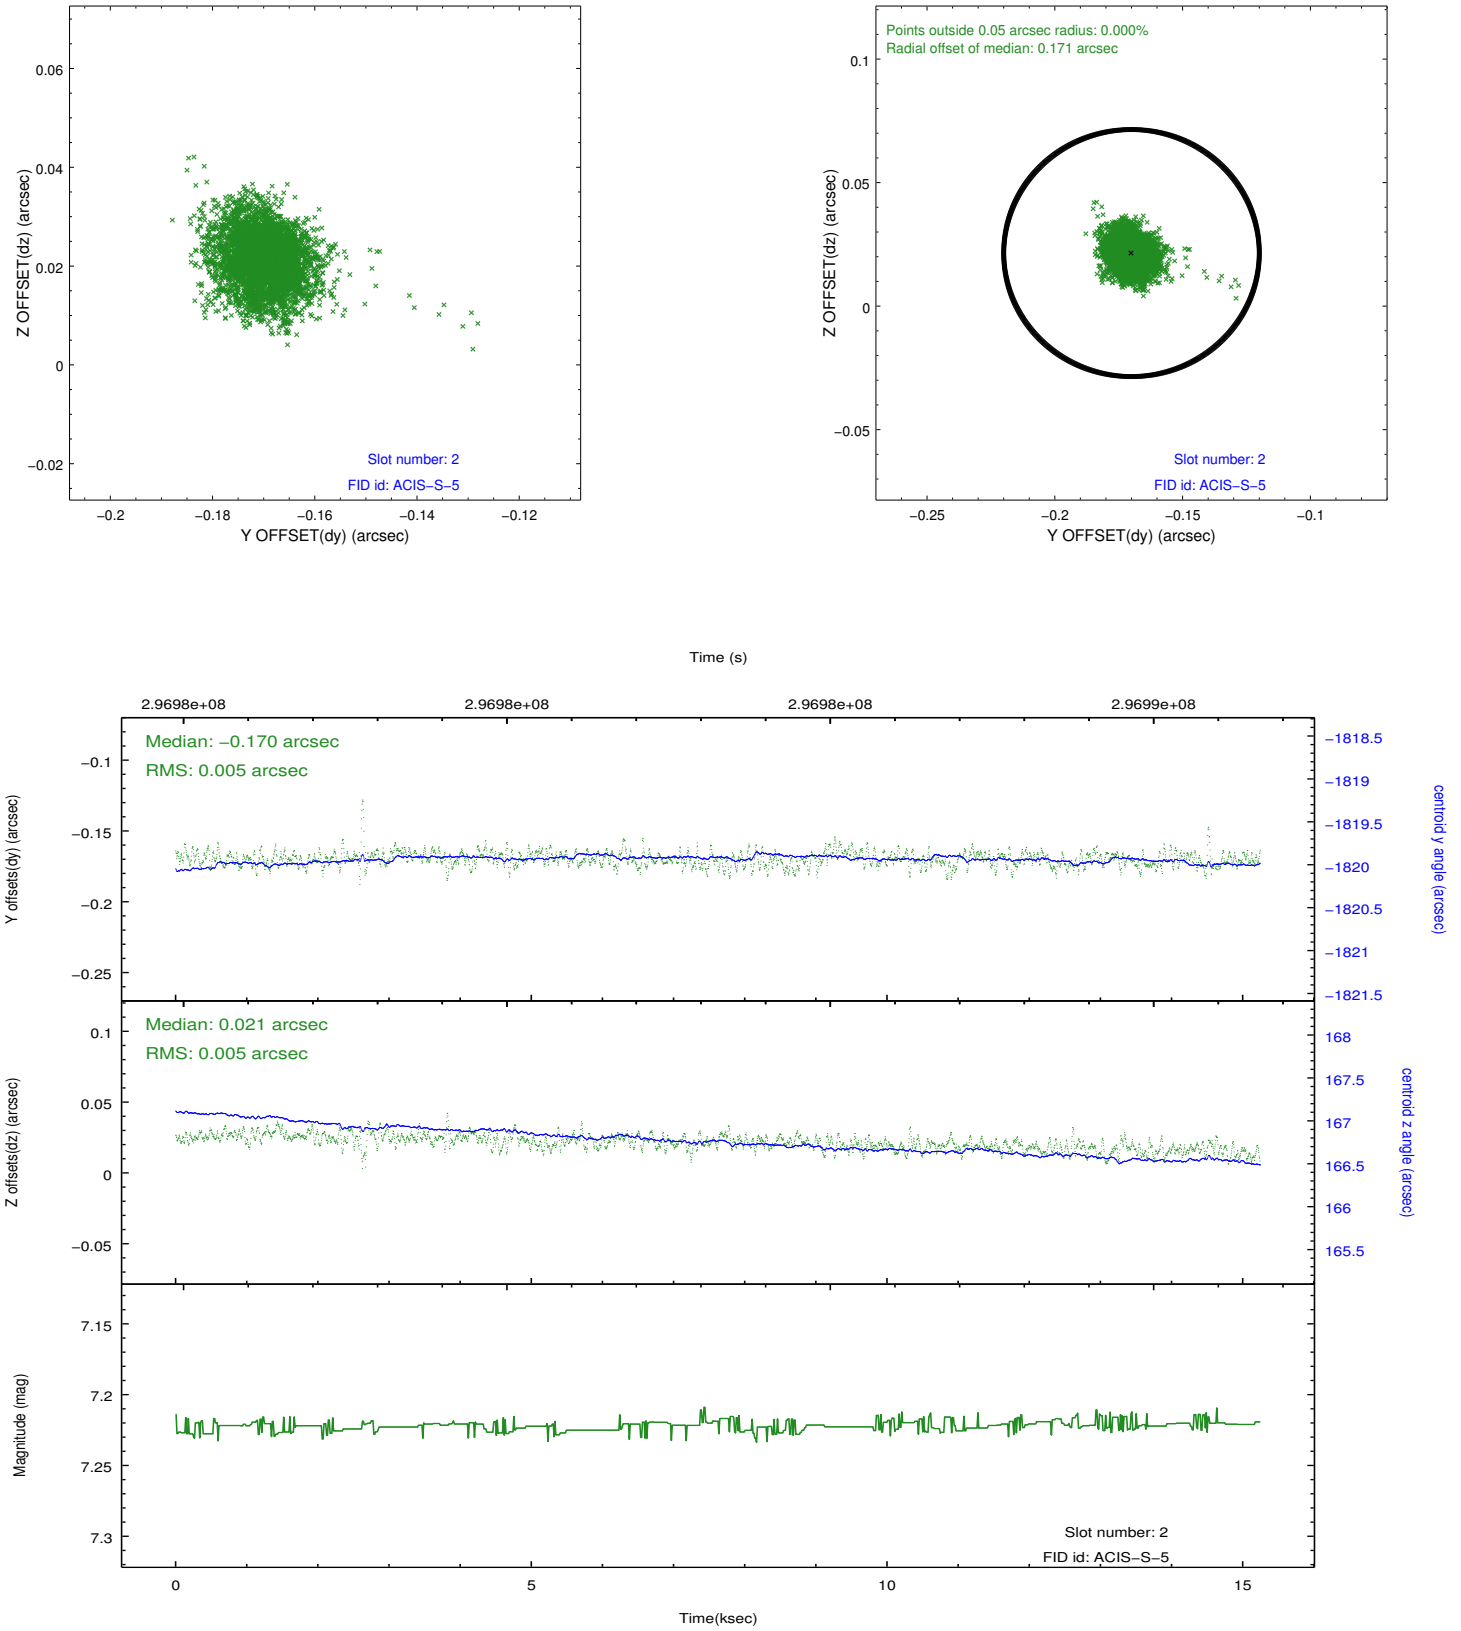 0.06
0.04
0.02
0
−0.02
−0.2
−0.18
−0.16
−0.14
−0.12
Z OFFSET(dz) (arcsec)
Y OFFSET(dy) (arcsec)
Slot number: 2
FID id: ACIS−S−5
Points outside 0.05 arcsec radius: 0.000%
Radial offset of median: 0.171 arcsec
0.1
0.05
0
−0.05
−0.25
−0.2
−0.15
−0.1
Z OFFSET(dz) (arcsec)
Y OFFSET(dy) (arcsec)
Slot number: 2
FID id: ACIS−S−5
Time (s)
2.9698e+08
2.9698e+08
2.9698e+08
2.9699e+08
Median: −0.170 arcsec
RMS: 0.005 arcsec
−0.1
−0.15
−0.2
−0.25
Y offsets(dy) (arcsec)
−1818.5
−1819
−1819.5
−1820
−1820.5
−1821
−1821.5
centroid y angle (arcsec)
Median: 0.021 arcsec
RMS: 0.005 arcsec
0.1
0.05
0
−0.05
Z offsets(dz) (arcsec)
168
167.5
167
166.5
166
165.5
centroid z angle (arcsec)
7.15
7.2
7.25
7.3
Magnitude (mag)
Slot number: 2
FID id: ACIS−S−5
0
5
10
15
Time(ksec)